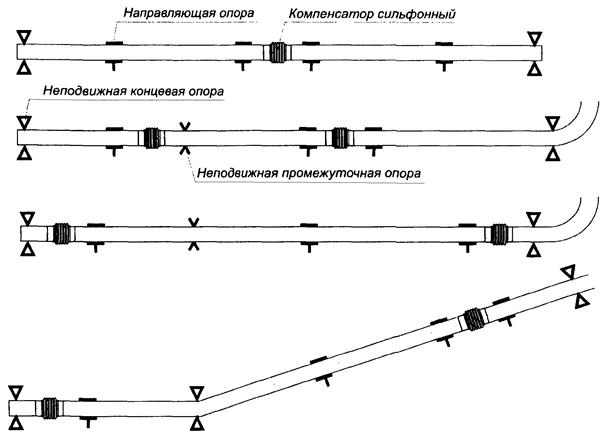 Направляющая опора
Компенсатор сильфонный
Неподвижная концевая опора
Неподвижная промежуточная опора